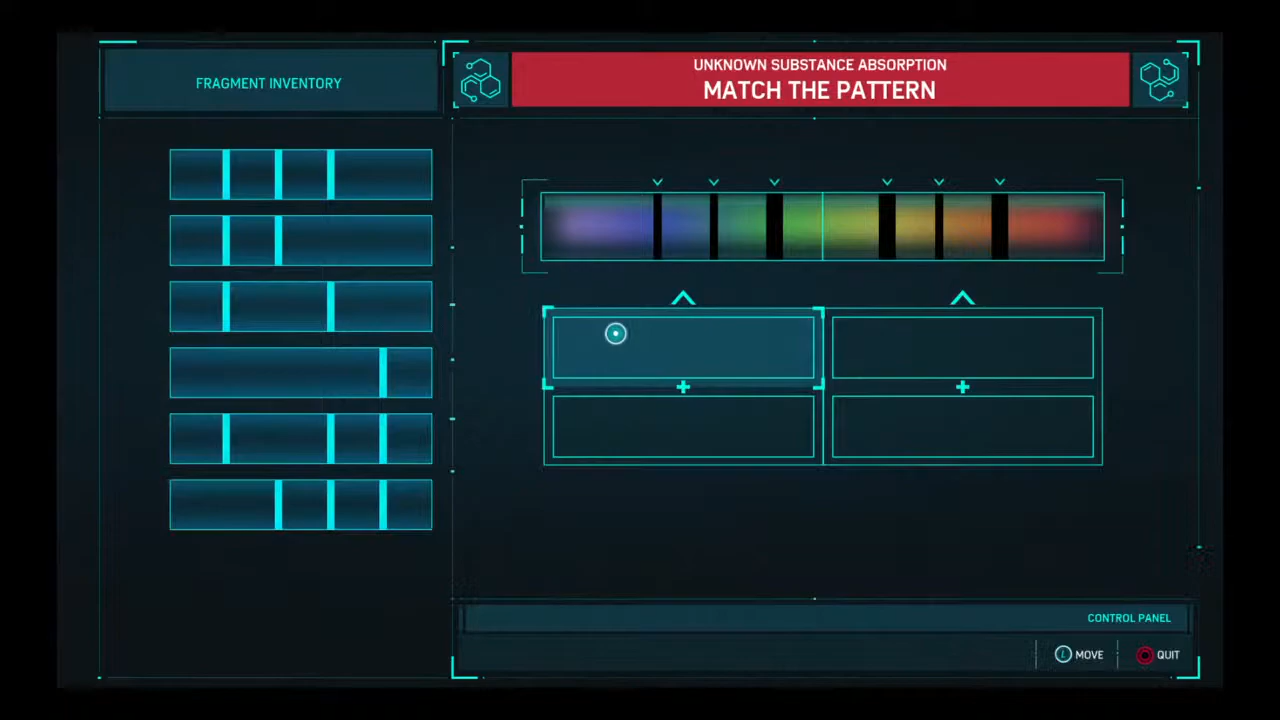 FRAGMENT INVENTORY
UNKNOWN SUBSTANCE ABSORPTION
MATCH THE PATTERN
CONTROL PANEL
L MOVE
QUIT